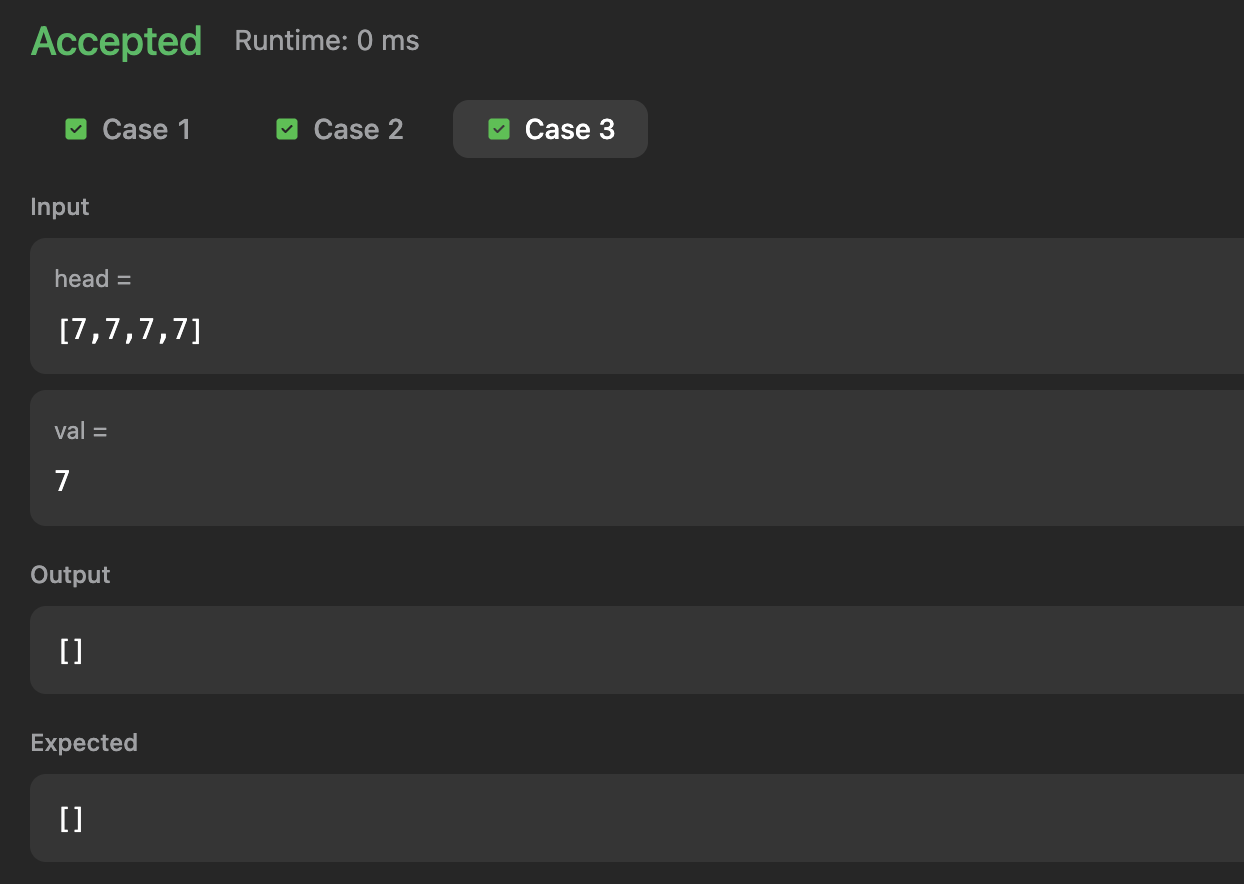 Accepted Runtime: 0 ms
Case 1 Case 2 Case 3
Input
head =
[7,7,7,7]
val =
7
Output
[]
Expected
[]